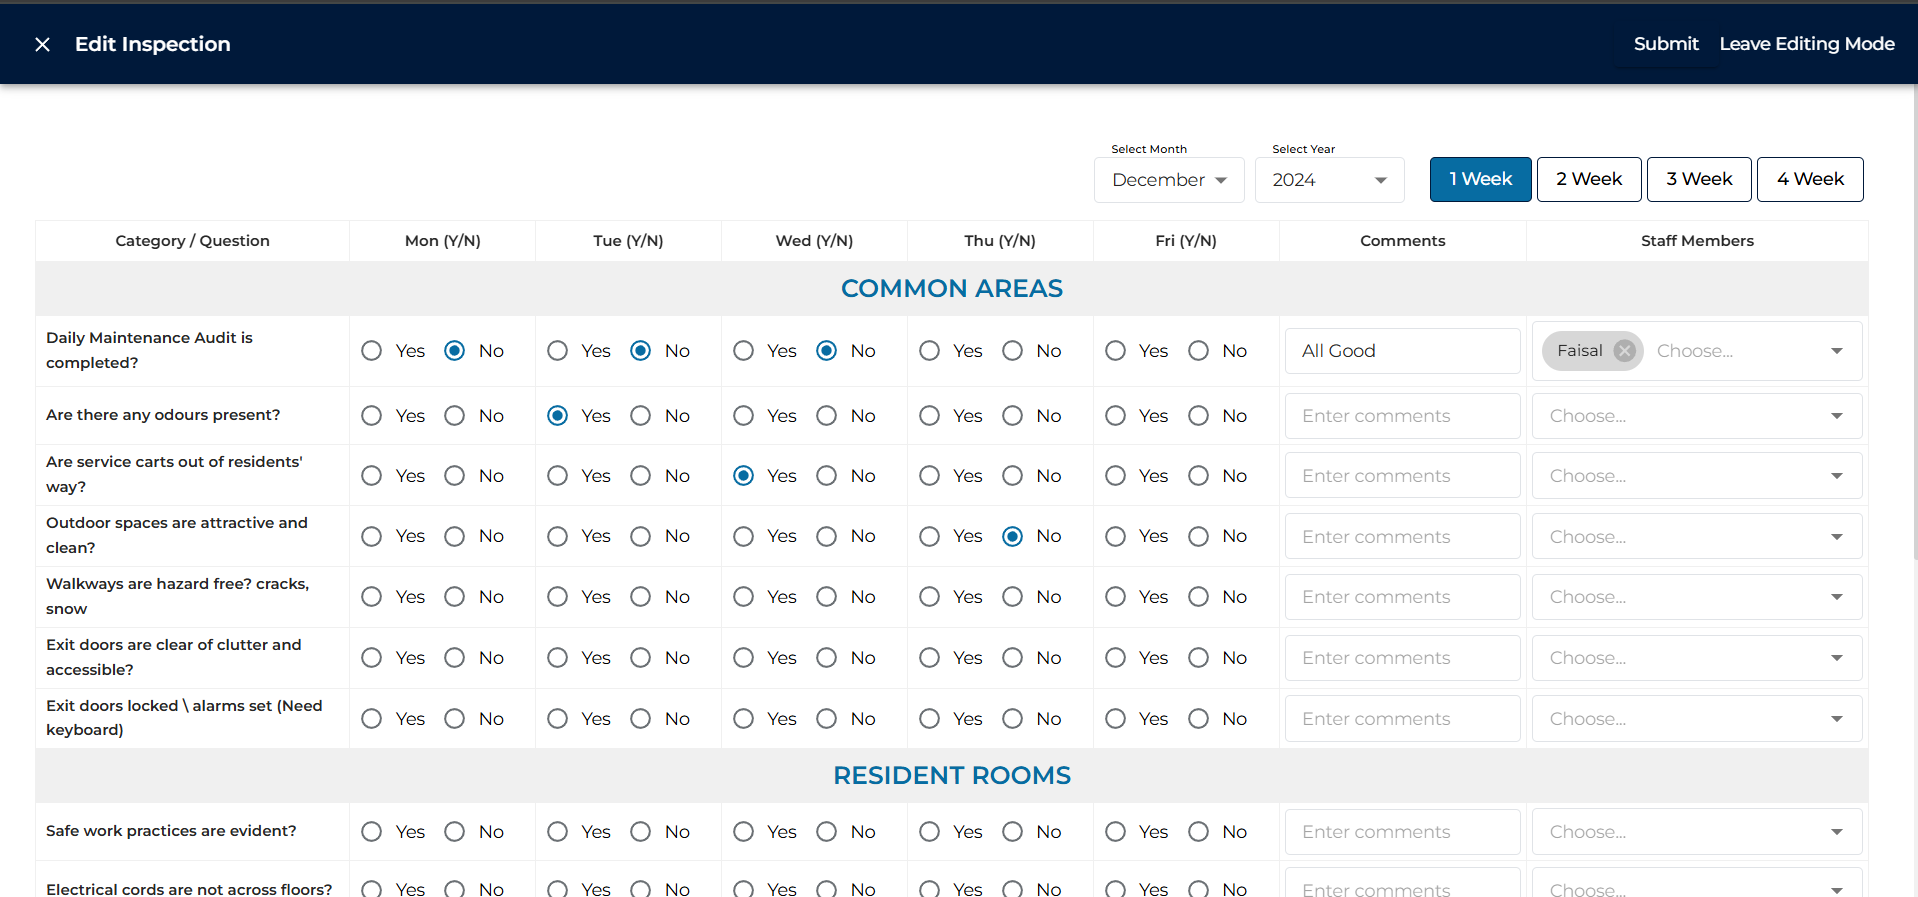 Edit Inspection Submit Leave Editing Mode
Select Month Select Year
December 2024 1 Week 2 Week 3 Week 4 Week
Category / Question Mon (Y/N) Tue (Y/N) Wed (Y/N) Thu (Y/N) Fri (Y/N) Comments Staff Members
COMMON AREAS
Daily Maintenance Audit is
completed?
Yes No Yes No Yes No Yes No Yes No All Good Faisal Choose...
Are there any odours present? Yes No Yes No Yes No Yes No Yes No Enter comments Choose...
Are service carts out of residents'
way?
Yes No Yes No Yes No Yes No Yes No Enter comments Choose...
Outdoor spaces are attractive and
clean?
Yes No Yes No Yes No Yes No Yes No Enter comments Choose...
Walkways are hazard free? cracks,
snow
Yes No Yes No Yes No Yes No Yes No Enter comments Choose...
Exit doors are clear of clutter and
accessible?
Yes No Yes No Yes No Yes No Yes No Enter comments Choose...
Exit doors locked \ alarms set (Need
keyboard)
Yes No Yes No Yes No Yes No Yes No Enter comments Choose...
RESIDENT ROOMS
Safe work practices are evident? Yes No Yes No Yes No Yes No Yes No Enter comments Choose...
Electrical cords are not across floors? Yes No Yes No Yes No Yes No Yes No Enter comments Choose...